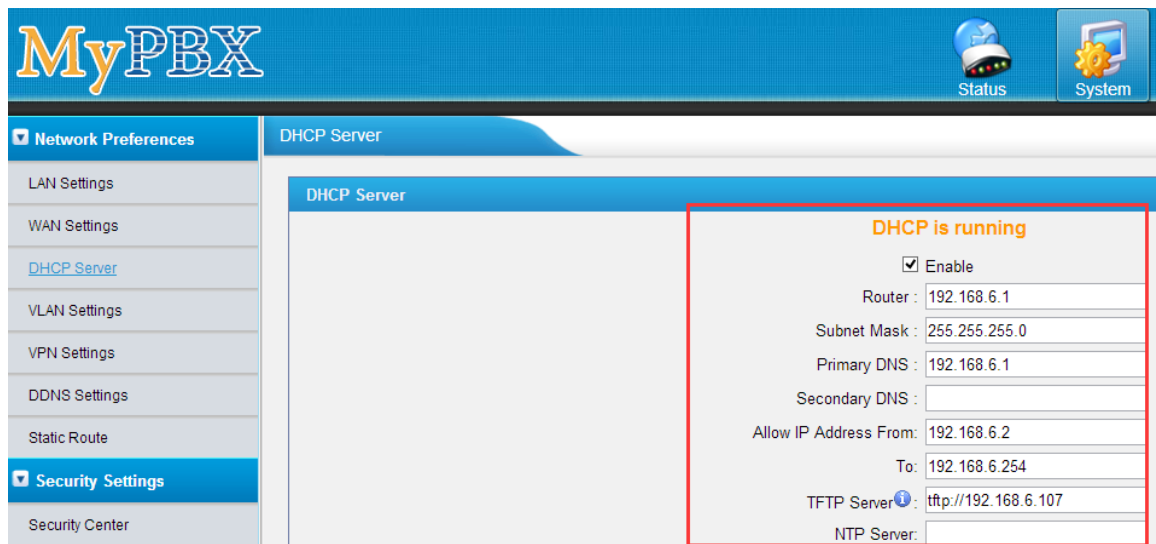 MyPBX
Status
System
Network Preferences
LAN Settings
WAN Settings
DHCP Server
VLAN Settings
VPN Settings
DDNS Settings
Static Route
Security Settings
Security Center
DHCP Server
DHCP Server
DHCP is running
Enable
Router : 192.168.6.1
Subnet Mask : 255.255.255.0
Primary DNS : 192.168.6.1
Secondary DNS :
Allow IP Address From: 192.168.6.2
To: 192.168.6.254
TFTP Server : tftp://192.168.6.107
NTP Server: